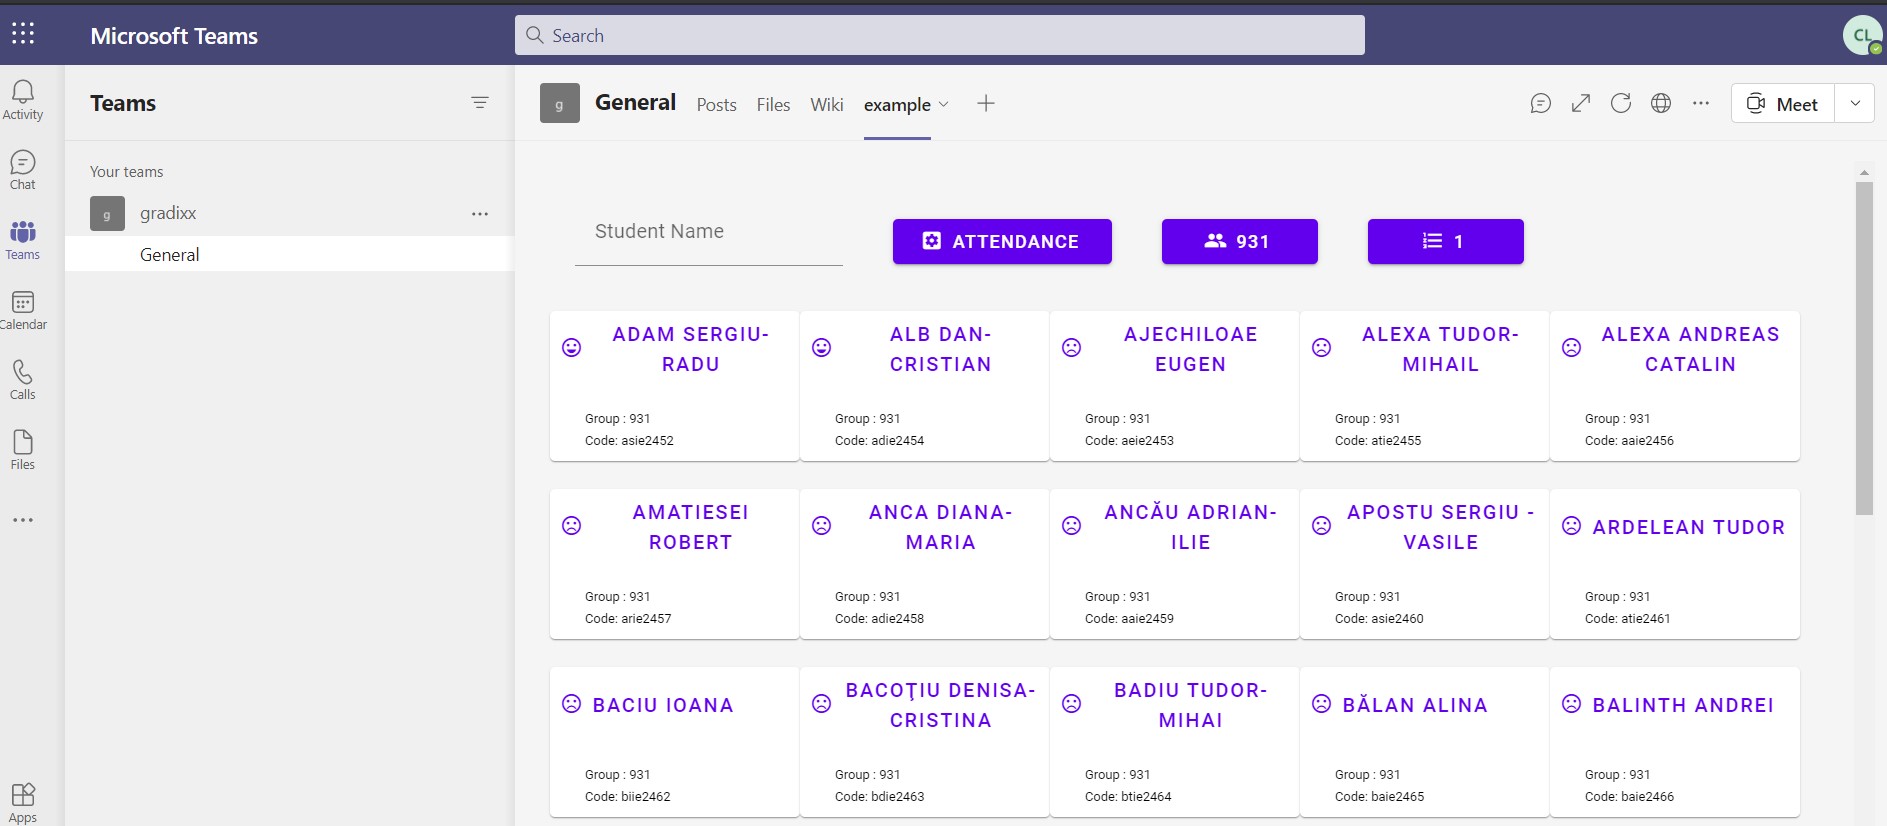 Microsoft Teams
Search
CL
Activity
Chat
Teams
Calendar
Calls
Files
Apps
Teams
Your teams
g
gradixx
General
g
General
Posts
Files
Wiki
example
Meet
Student Name
ATTENDANCE
931
1
ADAM SERGIU-
RADU
Group : 931
Code: asie2452
ALB DAN-
CRISTIAN
Group : 931
Code: adie2454
AJECHILOAE
EUGEN
Group : 931
Code: aeie2453
ALEXA TUDOR-
MIHAIL
Group : 931
Code: atie2455
ALEXA ANDREAS
CATALIN
Group : 931
Code: aaie2456
AMATIESEI
ROBERT
Group : 931
Code: arie2457
ANCA DIANA-
MARIA
Group : 931
Code: adie2458
ANCĂU ADRIAN-
ILIE
Group : 931
Code: aaie2459
APOSTU SERGIU -
VASILE
Group : 931
Code: asie2460
ARDELEAN TUDOR
Group : 931
Code: atie2461
BACIU IOANA
Group : 931
Code: biie2462
BACOŢIU DENISA-
CRISTINA
Group : 931
Code: bdie2463
BADIU TUDOR-
MIHAI
Group : 931
Code: btie2464
BĂLAN ALINA
Group : 931
Code: baie2465
BALINTH ANDREI
Group : 931
Code: baie2466